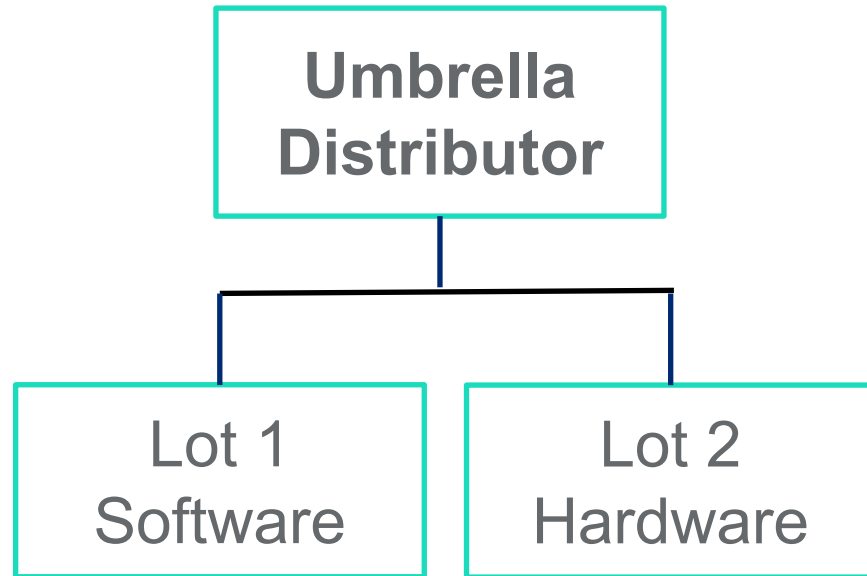 Umbrella
Distributor
Lot 1
Software
Lot 2
Hardware